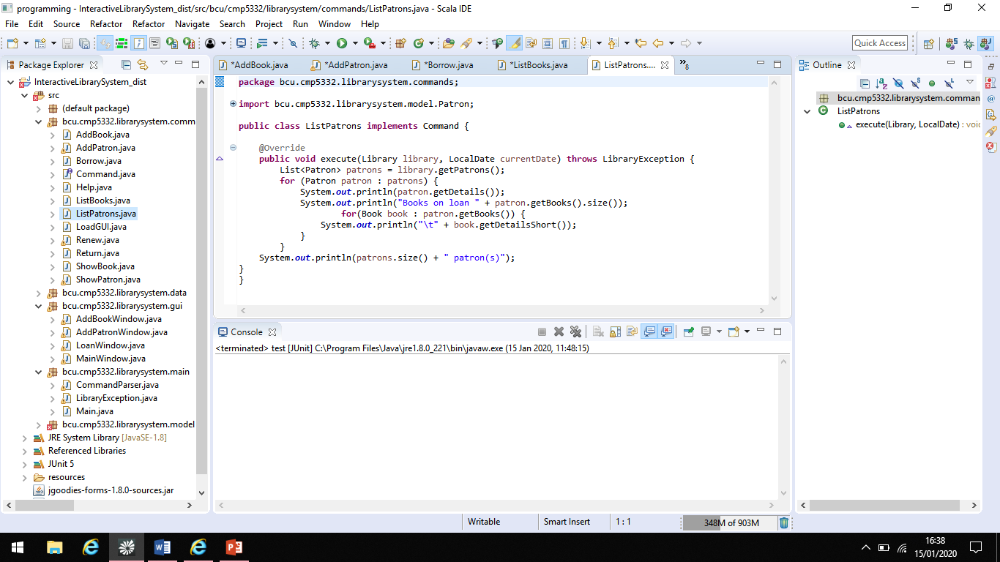 programming - InteractiveLibrarySystem_dist/src/bcu/cmp5332/librarysystem/commands/ListPatrons.java - Scala IDE
File Edit Source Refactor Refactor Navigate Search Project Run Window Help
Quick Access
Package Explorer
InteractiveLibrarySystem_dist
src
(default package)
bcu.cmp5332.librarysystem.comm
AddBook.java
AddPatron.java
Borrow.java
Command.java
Help.java
ListBooks.java
ListPatrons.java
LoadGUI.java
Renew.java
Return.java
ShowBook.java
ShowPatron.java
bcu.cmp5332.librarysystem.data
bcu.cmp5332.librarysystem.gui
AddBookWindow.java
AddPatronWindow.java
LoanWindow.java
MainWindow.java
bcu.cmp5332.librarysystem.main
CommandParser.java
LibraryException.java
Main.java
bcu.cmp5332.librarysystem.model
JRE System Library [JavaSE-1.8]
Referenced Libraries
JUnit 5
resources
jgoodies-forms-1.8.0-sources.jar
*AddBook.java *AddPatron.java *Borrow.java *ListBooks.java ListPatrons.... »8
package bcu.cmp5332.librarysystem.commands;
import bcu.cmp5332.librarysystem.model.Patron;
public class ListPatrons implements Command {
@Override
public void execute(Library library, LocalDate currentDate) throws LibraryException {
List<Patron> patrons = library.getPatrons();
for (Patron patron : patrons) {
System.out.println(patron.getDetails());
System.out.println("Books on loan " + patron.getBooks().size());
for(Book book : patron.getBooks()) {
System.out.println("\t" + book.getDetailsShort());
}
}
System.out.println(patrons.size() + " patron(s)");
}
}
Console
<terminated> test [JUnit] C:\Program Files\Java\jre1.8.0_221\bin\javaw.exe (15 Jan 2020, 11:48:15)
Outline
bcu.cmp5332.librarysystem.comman
ListPatrons
execute(Library, LocalDate) : voic
Writable Smart Insert 1 : 1 348M of 903M
16:38
15/01/2020